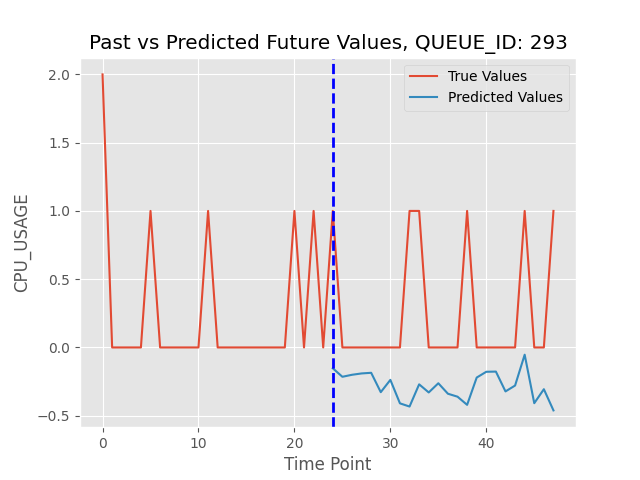 Past vs Predicted Future Values, QUEUE_ID: 293
True Values
Predicted Values
CPU_USAGE
2.0
1.5
1.0
0.5
0.0
−0.5
0 10 20 30 40
Time Point